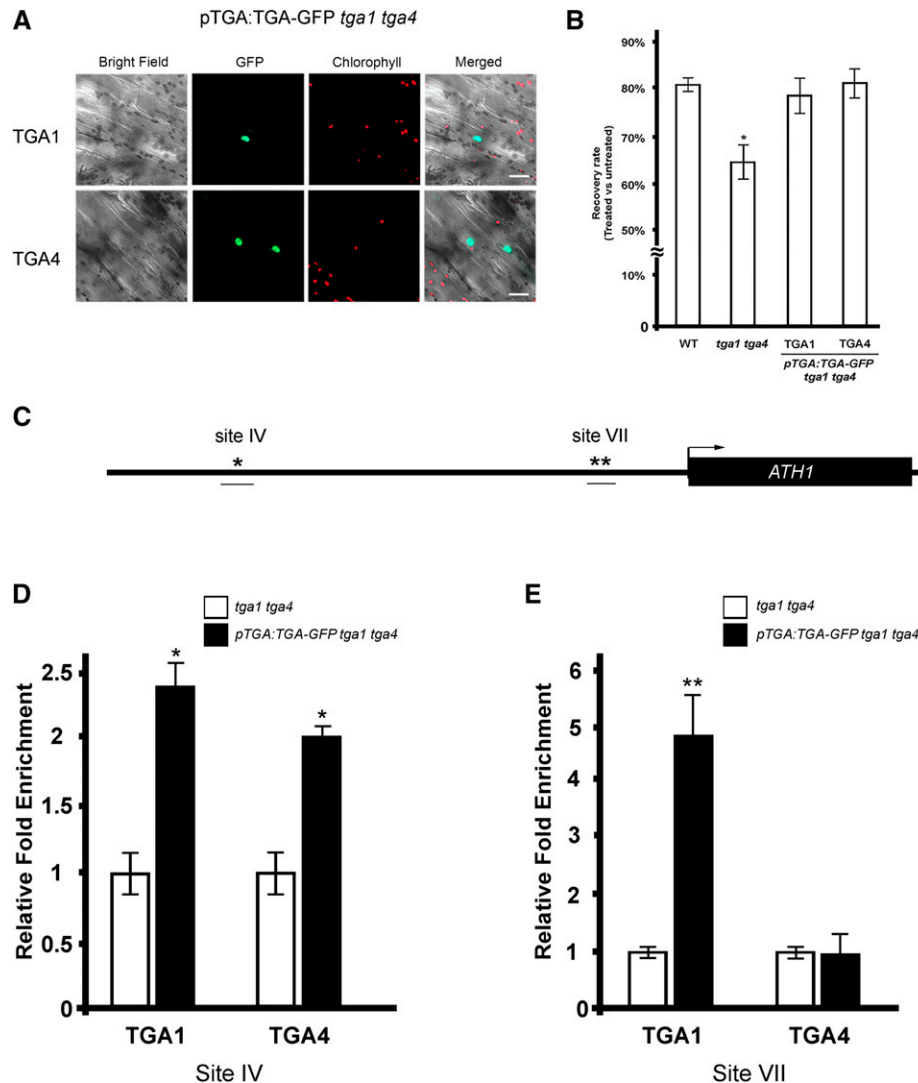 A
pTGA:TGA-GFP tga1 tga4
Bright Field GFP Chlorophyll Merged
TGA1
TGA4
B
Recovery rate
(Treated vs untreated)
90%
80%
70%
60%
50%
10%
0
*
WT tga1 tga4 TGA1 TGA4
pTGA:TGA-GFP
tga1 tga4
C
site IV site VII
* **
ATH1
D
tga1 tga4
pTGA:TGA-GFP tga1 tga4
Relative Fold Enrichment
2.5
2
1.5
1
0.5
0
* *
TGA1 TGA4
Site IV
E
tga1 tga4
pTGA:TGA-GFP tga1 tga4
Relative Fold Enrichment
6
5
4
3
2
1
0
**
TGA1 TGA4
Site VII